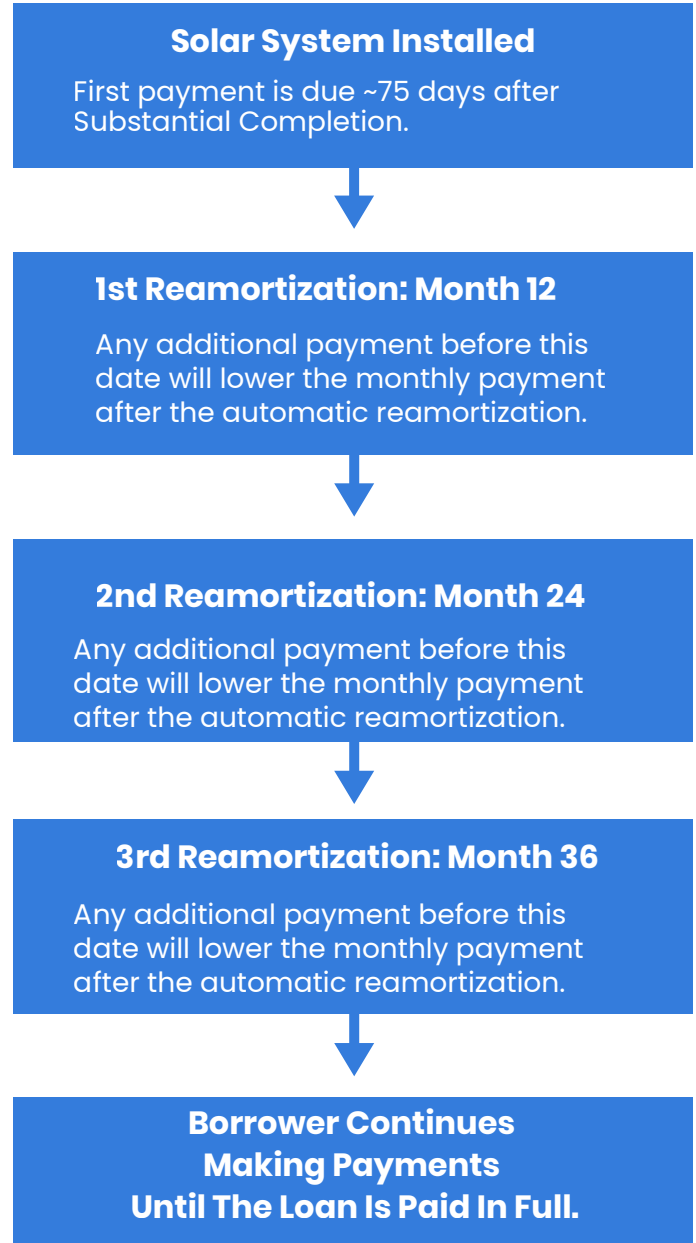 Solar System Installed
First payment is due ~75 days after
Substantial Completion.
1st Reamortization: Month 12
Any additional payment before this
date will lower the monthly payment
after the automatic reamortization.
2nd Reamortization: Month 24
Any additional payment before this
date will lower the monthly payment
after the automatic reamortization.
3rd Reamortization: Month 36
Any additional payment before this
date will lower the monthly payment
after the automatic reamortization.
Borrower Continues
Making Payments
Until The Loan Is Paid In Full.